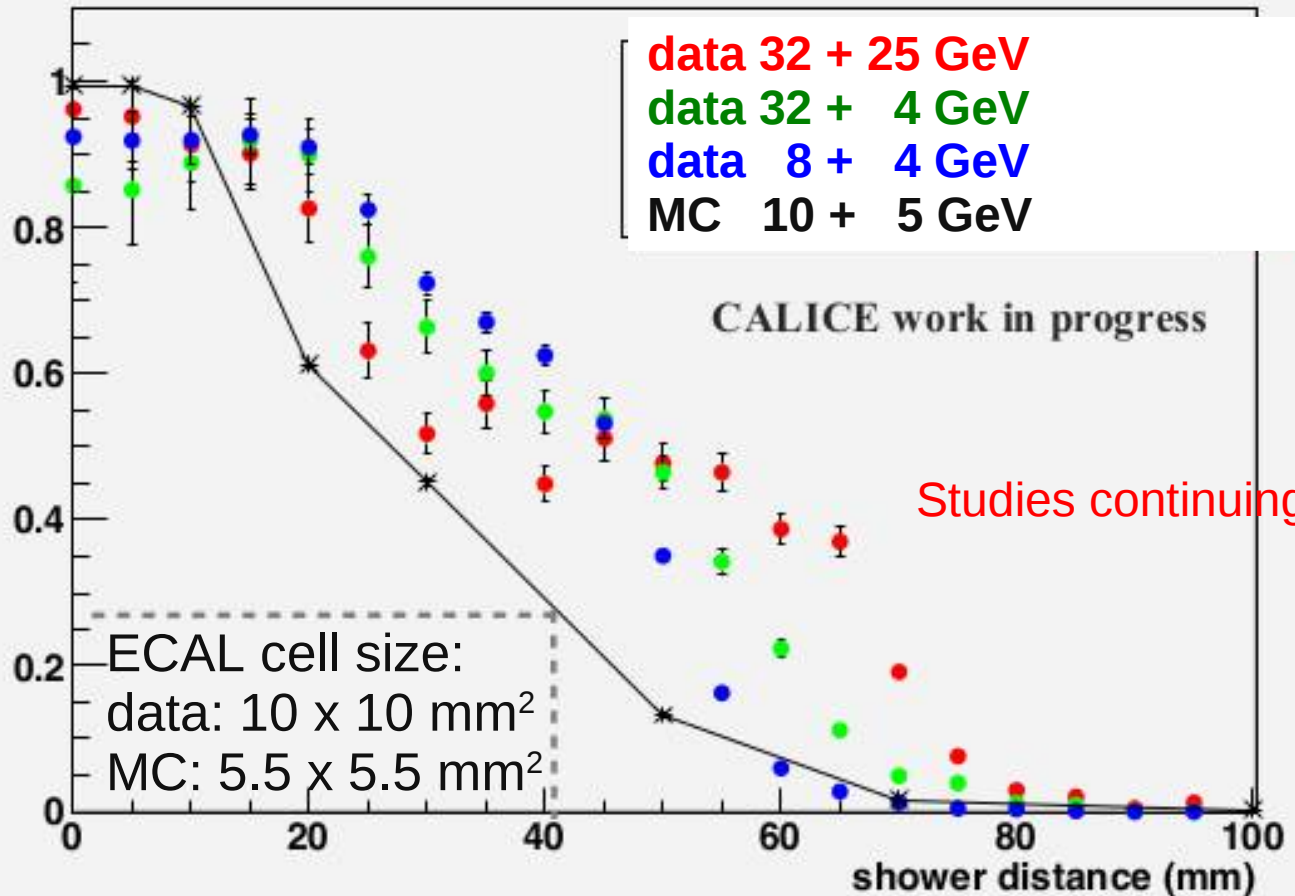 data 32 + 25 GeV
data 32 + 4 GeV
data 8 + 4 GeV
MC 10 + 5 GeV
CALICE work in progress
Studies continuing
ECAL cell size:
data: 10 x 10 mm²
MC: 5.5 x 5.5 mm²
1
0.8
0.6
0.4
0.2
0
0 20 40 60 80 100
shower distance (mm)